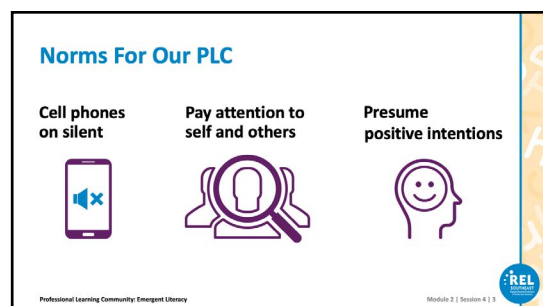 Norms For Our PLC
Cell phones
on silent
Pay attention to
self and others
Presume
positive intentions
Professional Learning Community: Emergent Literacy
Module 2 | Session 4 | 3
REL
SOUTHEAST